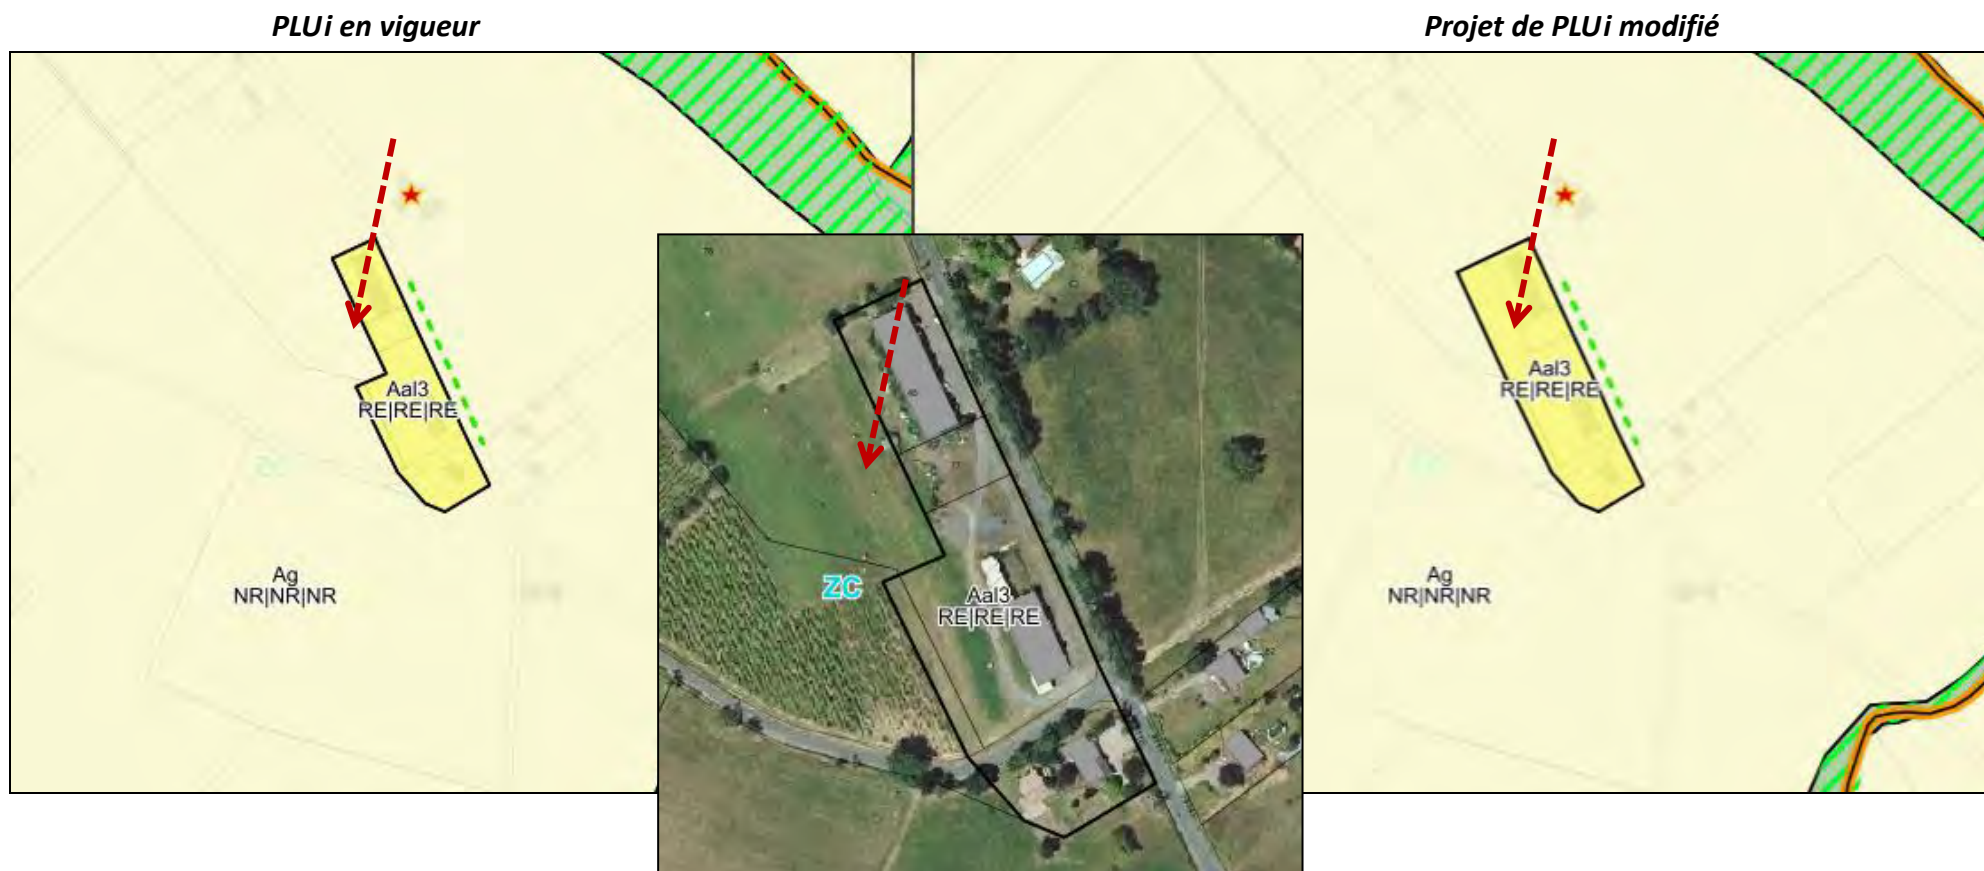 PLUi en vigueur
Projet de PLUi modifié
Aal3
RE|RE|RE
Ag
NR|NR|NR
ZC
Aal3
RE|RE|RE
Aal3
RE|RE|RE
Ag
NR|NR|NR